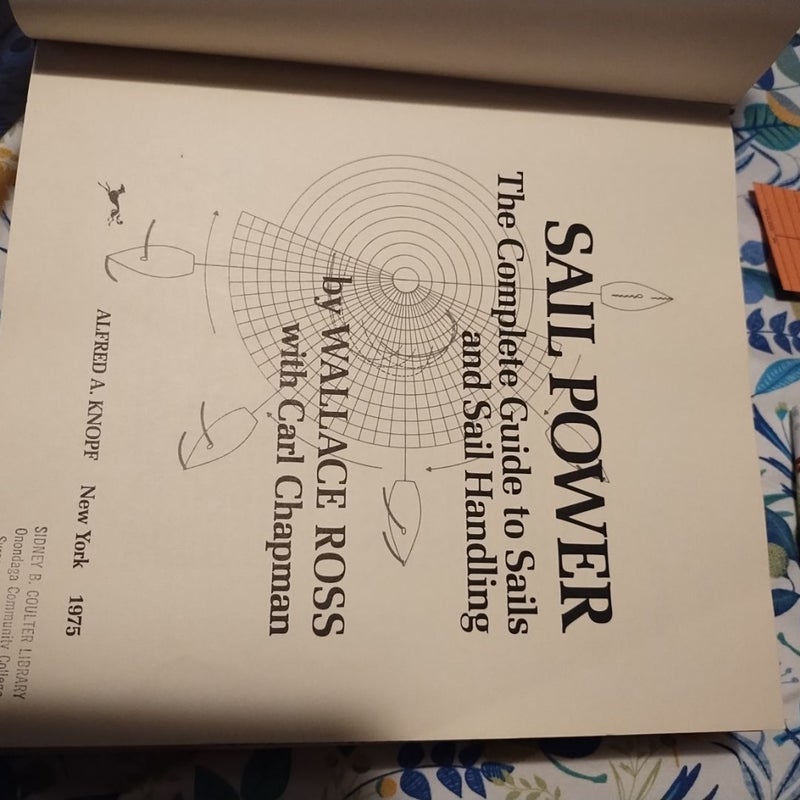 SAIL POWER
The Complete Guide to Sails
and Sail Handling
by WALLACE ROSS
with Carl Chapman
ALFRED A. KNOPF New York 1975
SIDNEY B. COULTER LIBRARY
Onondaga Community College